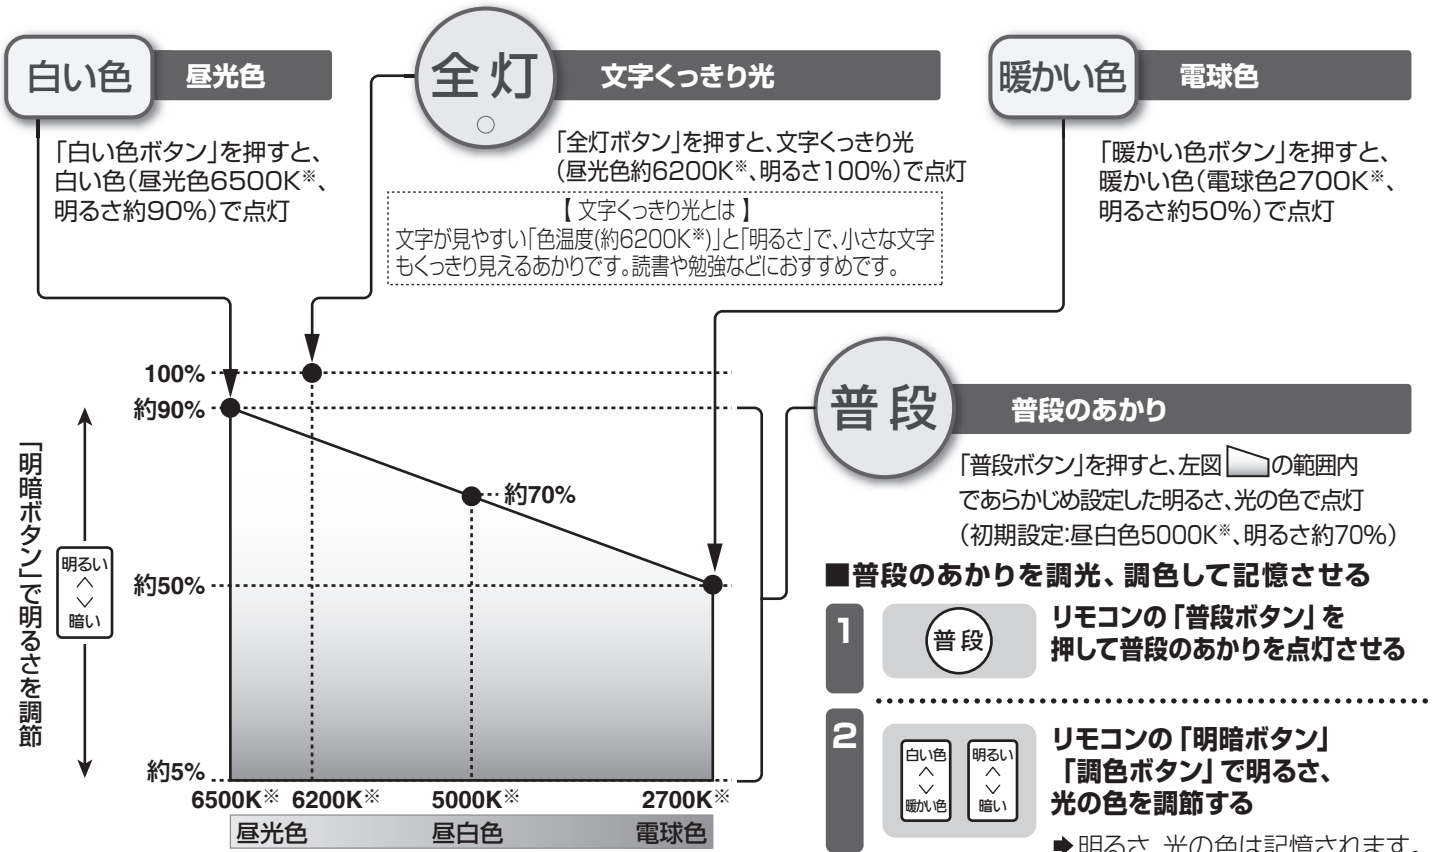 白い色
昼光色
「白い色ボタン」を押すと、
白い色(昼光色6500K※、
明るさ約90%)で点灯
全灯
文字くっきり光
「全灯ボタン」を押すと、文字くっきり光
(昼光色約6200K※、明るさ100%)で点灯
【 文字くっきり光とは 】
文字が見やすい「色温度(約6200K※)」と「明るさ」で、小さな文字
もくっきり見えるあかりです。読書や勉強などにおすすめです。
暖かい色
電球色
「暖かい色ボタン」を押すと、
暖かい色(電球色2700K※、
明るさ約50%)で点灯
「明暗ボタン」で明るさを調節
明るい
暗い
100%
約90%
約70%
約50%
約5%
6500K※ 6200K※ 5000K※ 2700K※
昼光色 昼白色 電球色
普段
普段のあかり
「普段ボタン」を押すと、左図の範囲内
であらかじめ設定した明るさ、光の色で点灯
(初期設定:昼白色5000K※、明るさ約70%)
■普段のあかりを調光、調色して記憶させる
1
普段
リモコンの「普段ボタン」を
押して普段のあかりを点灯させる
2
白い色 明るい
暖かい色 暗い
リモコンの「明暗ボタン」
「調色ボタン」で明るさ、
光の色を調節する
➡明るさ、光の色は記憶されます。